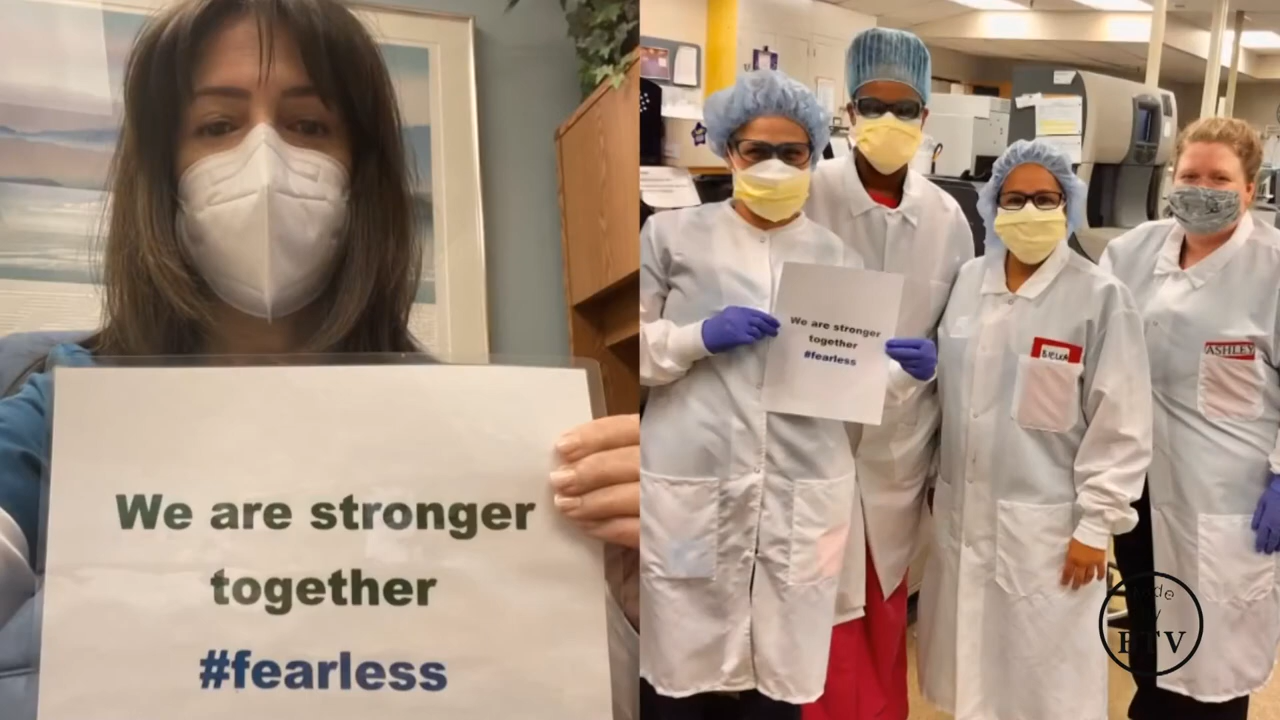 We are stronger
together
#fearless
We are stronger
together
#fearless
ASHLEY